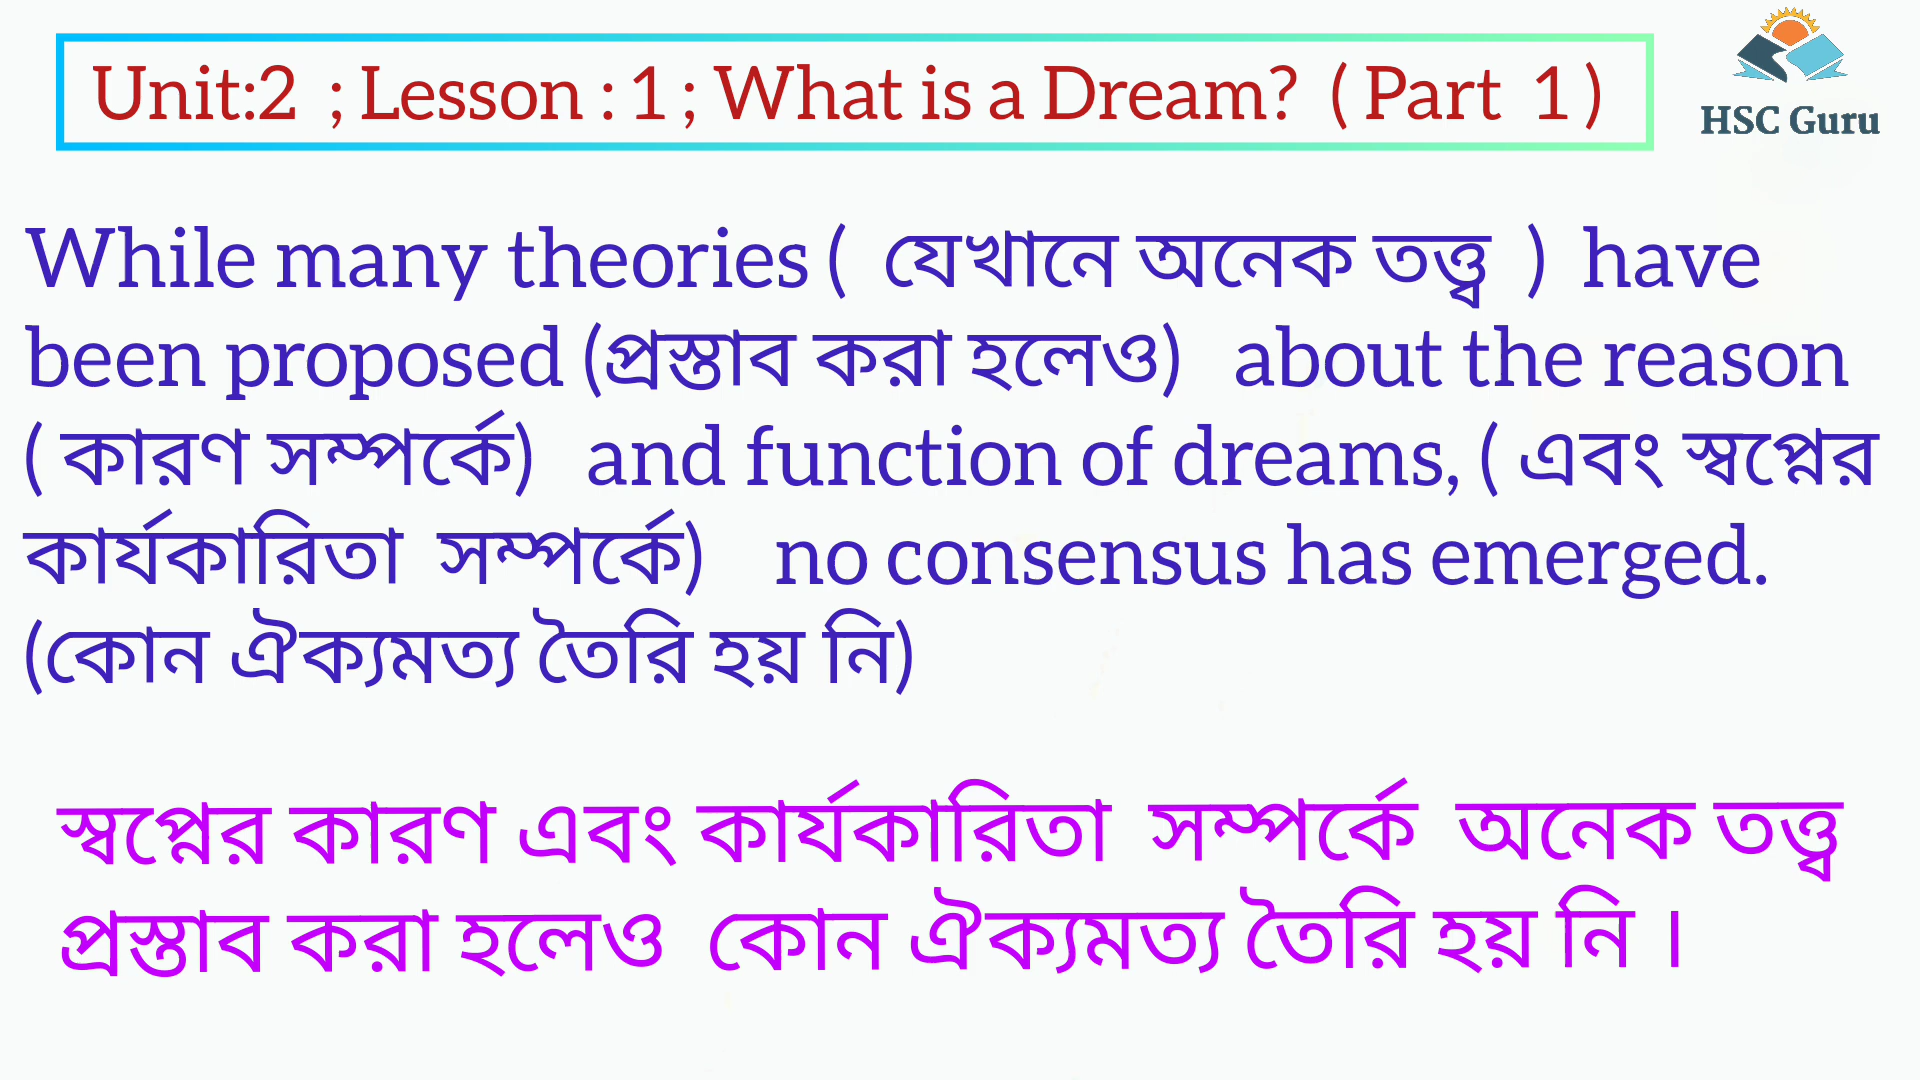 Unit:2 ; Lesson : 1 ; What is a Dream? ( Part 1 )
HSC Guru
While many theories ( যেখানে অনেক তত্ত্ব ) have
been proposed (প্রস্তাব করা হলেও) about the reason
( কারণ সম্পর্কে) and function of dreams, ( এবং স্বপ্নের
কার্যকারিতা সম্পর্কে) no consensus has emerged.
(কোন ঐক্যমত্য তৈরি হয় নি)
স্বপ্নের কারণ এবং কার্যকারিতা সম্পর্কে অনেক তত্ত্ব
প্রস্তাব করা হলেও কোন ঐক্যমত্য তৈরি হয় নি ।